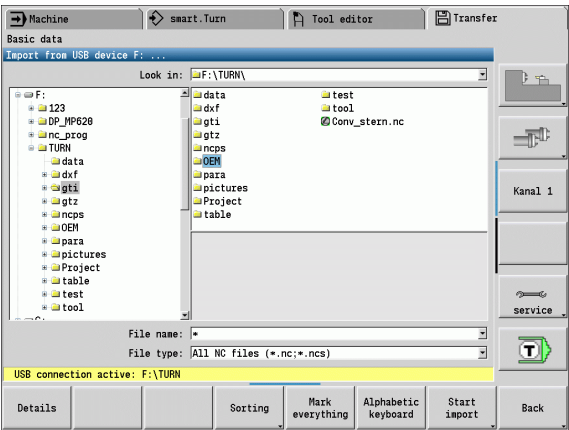 Machine
smart.Turn
Tool editor
Transfer
Basic data
Import from USB device F: ...
Look in: F:\TURN\
F:
123
DP_MP620
nc_prog
TURN
data
dxf
gti
gtz
ncps
OEM
para
pictures
Project
table
test
tool
data
dxf
gti
gtz
ncps
OEM
para
pictures
Project
table
test
tool
Conv_stern.nc
File name: *
File type: All NC files (*.nc;*.ncs)
USB connection active: F:\TURN
Kanal 1
service
T
Details
Sorting
Mark
everything
Alphabetic
keyboard
Start
import
Back